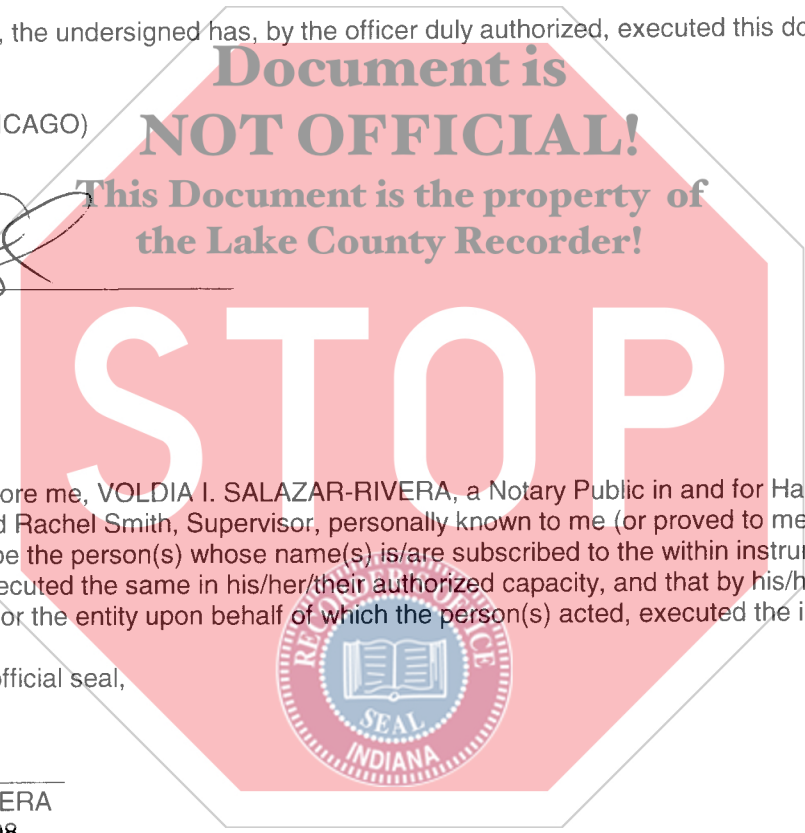 , the undersigned has, by the officer duly authorized, executed this do
Document is
ICAGO)
NOT OFFICIAL!
This Document is the property of
the Lake County Recorder!
STOP
ore me, VOLDIA I. SALAZAR-RIVERA, a Notary Public in and for Ha
d Rachel Smith, Supervisor, personally known to me (or proved to me
be the person(s) whose name(s) is/are subscribed to the within instru
ecuted the same in his/her/their authorized capacity, and that by his/h
or the entity upon behalf of which the person(s) acted, executed the i
RECORDER'S OFFICE
fficial seal,
SEAL
INDIANA
ERA